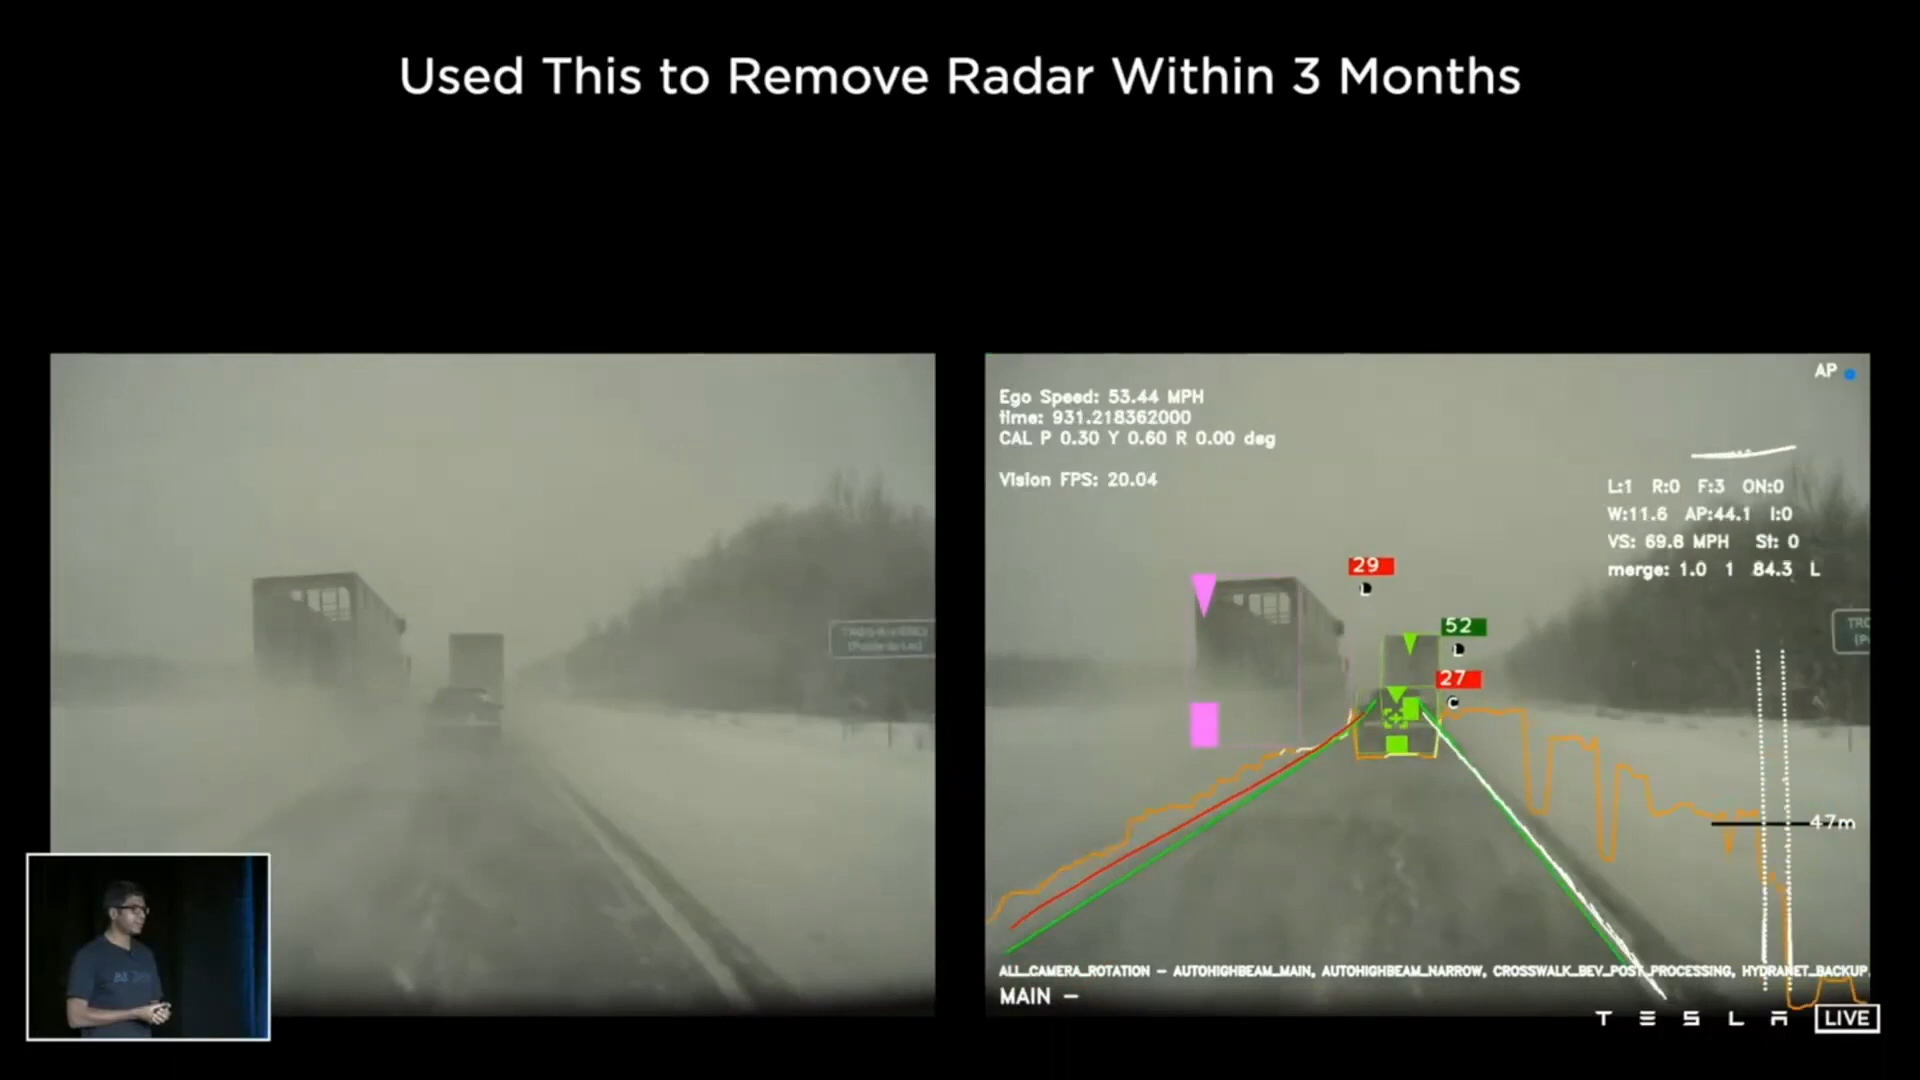 Used This to Remove Radar Within 3 Months
Ego Speed: 53.44 MPH
time: 931.218362000
CAL P 0.30 Y 0.60 R 0.00 deg
Vision FPS: 20.04
AP
L:1 R:0 F:3 ON:0
W:11.6 AP:44.1 I:0
VS: 69.8 MPH St: 0
merge: 1.0 1 84.3 L
29
52
27
47m
ALL_CAMERA_ROTATION - AUTOHIGHBEAM_MAIN, AUTOHIGHBEAM_NARROW, CROSSWALK_BEV_POST_PROCESSING, HYDRANET_BACKUP
MAIN -
TESLA LIVE